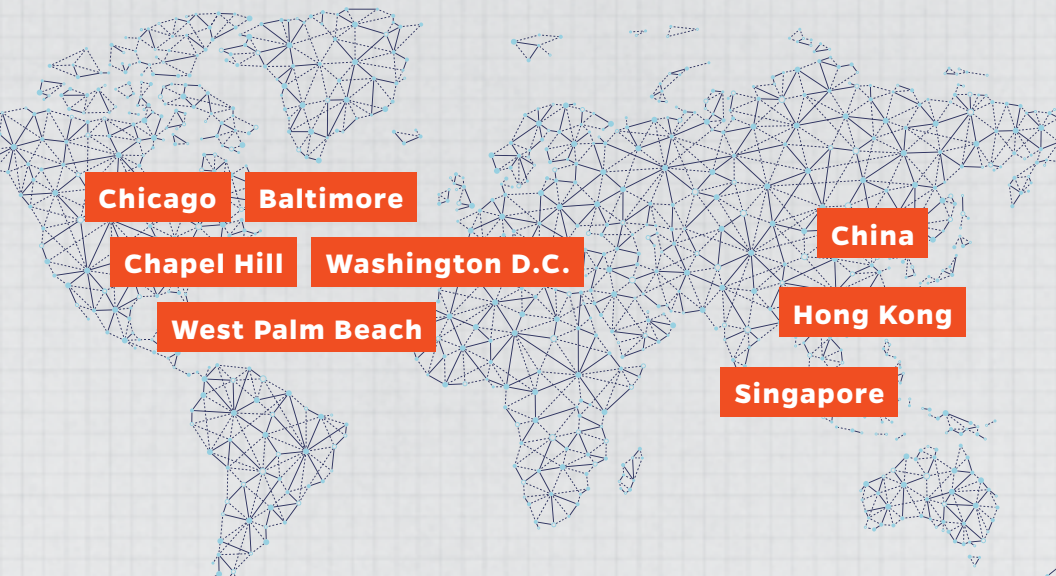 Chicago
Baltimore
Chapel Hill
Washington D.C.
West Palm Beach
China
Hong Kong
Singapore